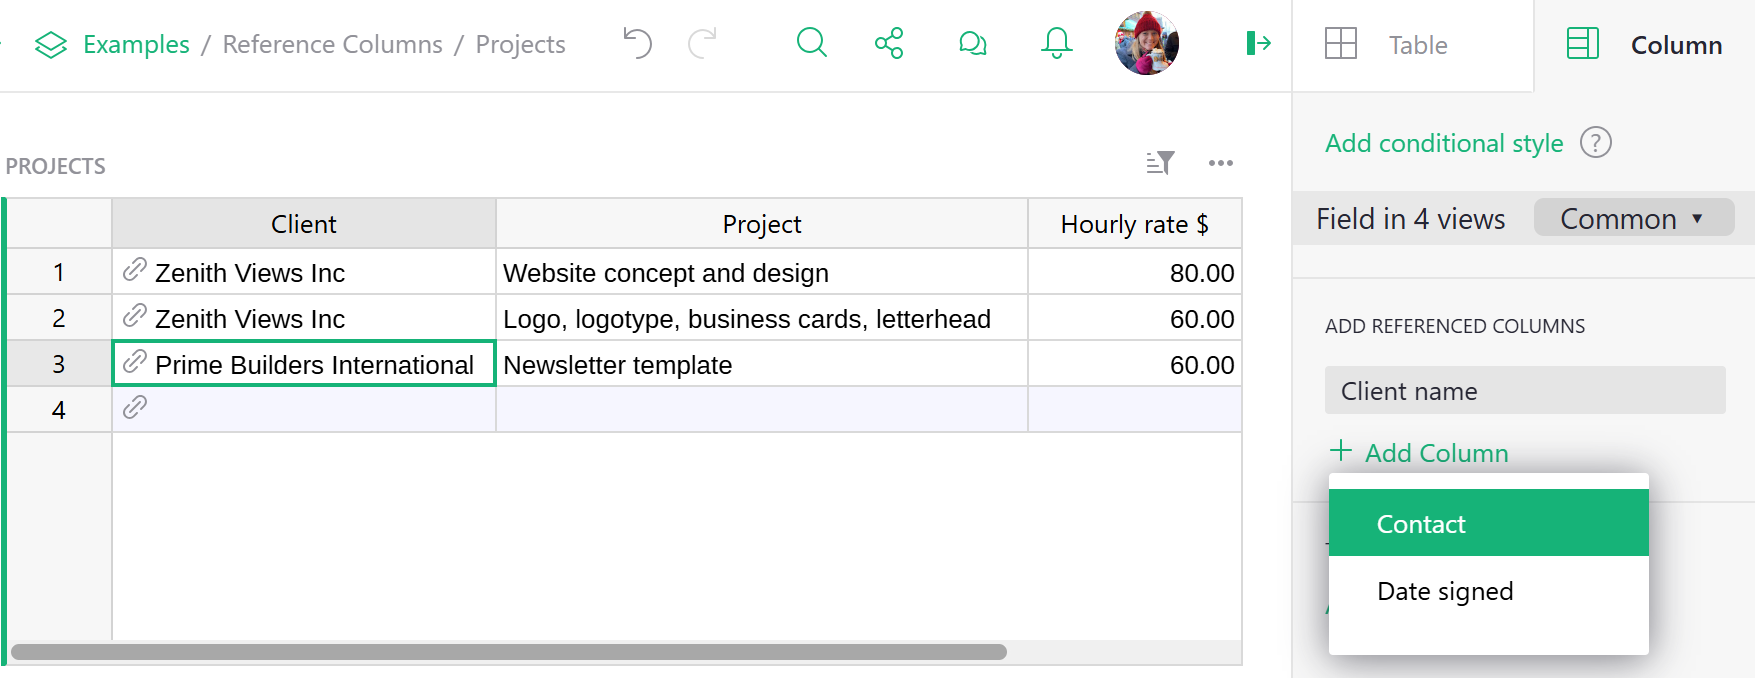 Examples / Reference Columns / Projects
Table
Column
Add conditional style ?
PROJECTS
Field in 4 views Common ▼
Client Project Hourly rate $
1 Zenith Views Inc Website concept and design 80.00
2 Zenith Views Inc Logo, logotype, business cards, letterhead 60.00
3 Prime Builders International Newsletter template 60.00
4
ADD REFERENCED COLUMNS
Client name
+ Add Column
Contact
Date signed